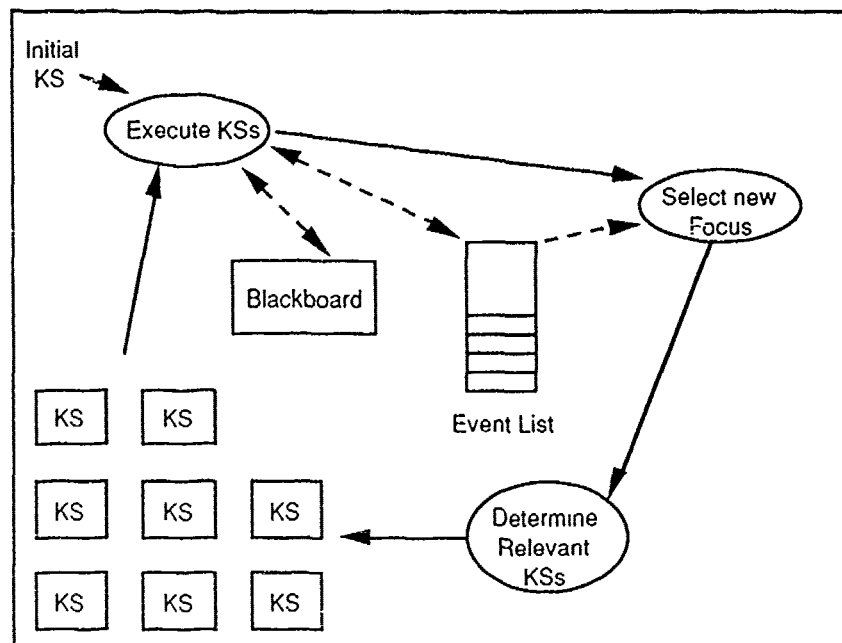 Initial
KS
Execute KSs
Select new
Focus
Blackboard
Event List
KS KS
KS KS KS
Determine
Relevant
KSs
KS KS KS